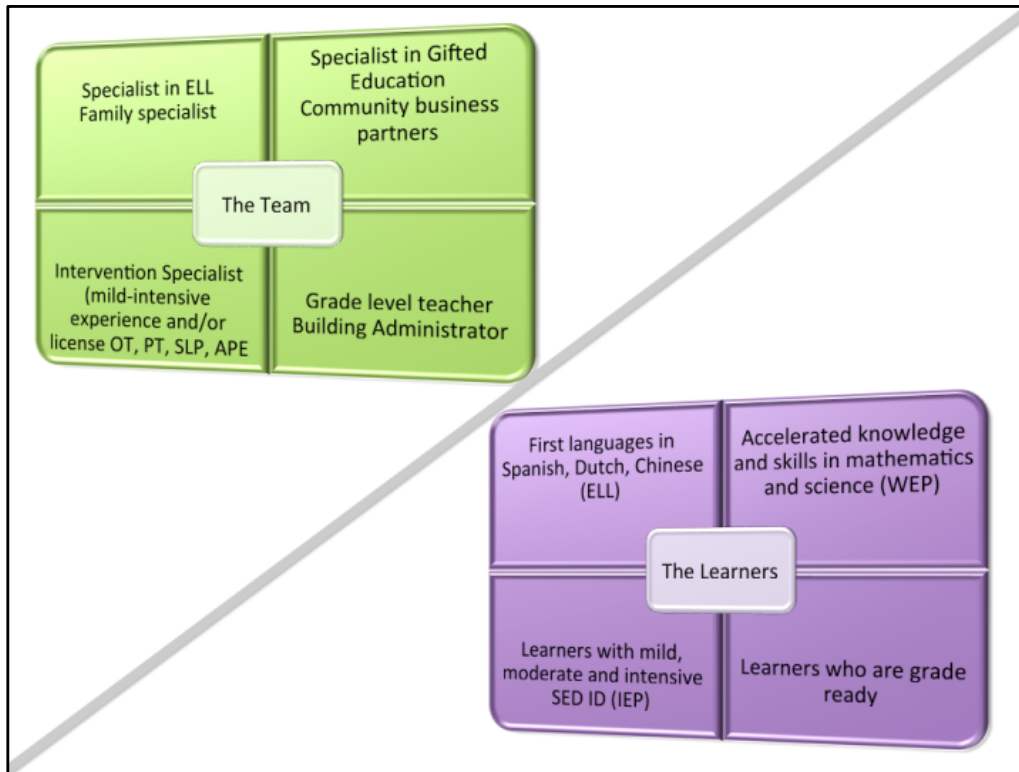 Specialist in ELL
Family specialist
Specialist in Gifted
Education
Community business
partners
The Team
Intervention Specialist
(mild-intensive
experience and/or
license OT, PT, SLP, APE
Grade level teacher
Building Administrator
First languages in
Spanish, Dutch, Chinese
(ELL)
Accelerated knowledge
and skills in mathematics
and science (WEP)
The Learners
Learners with mild,
moderate and intensive
SED ID (IEP)
Learners who are grade
ready